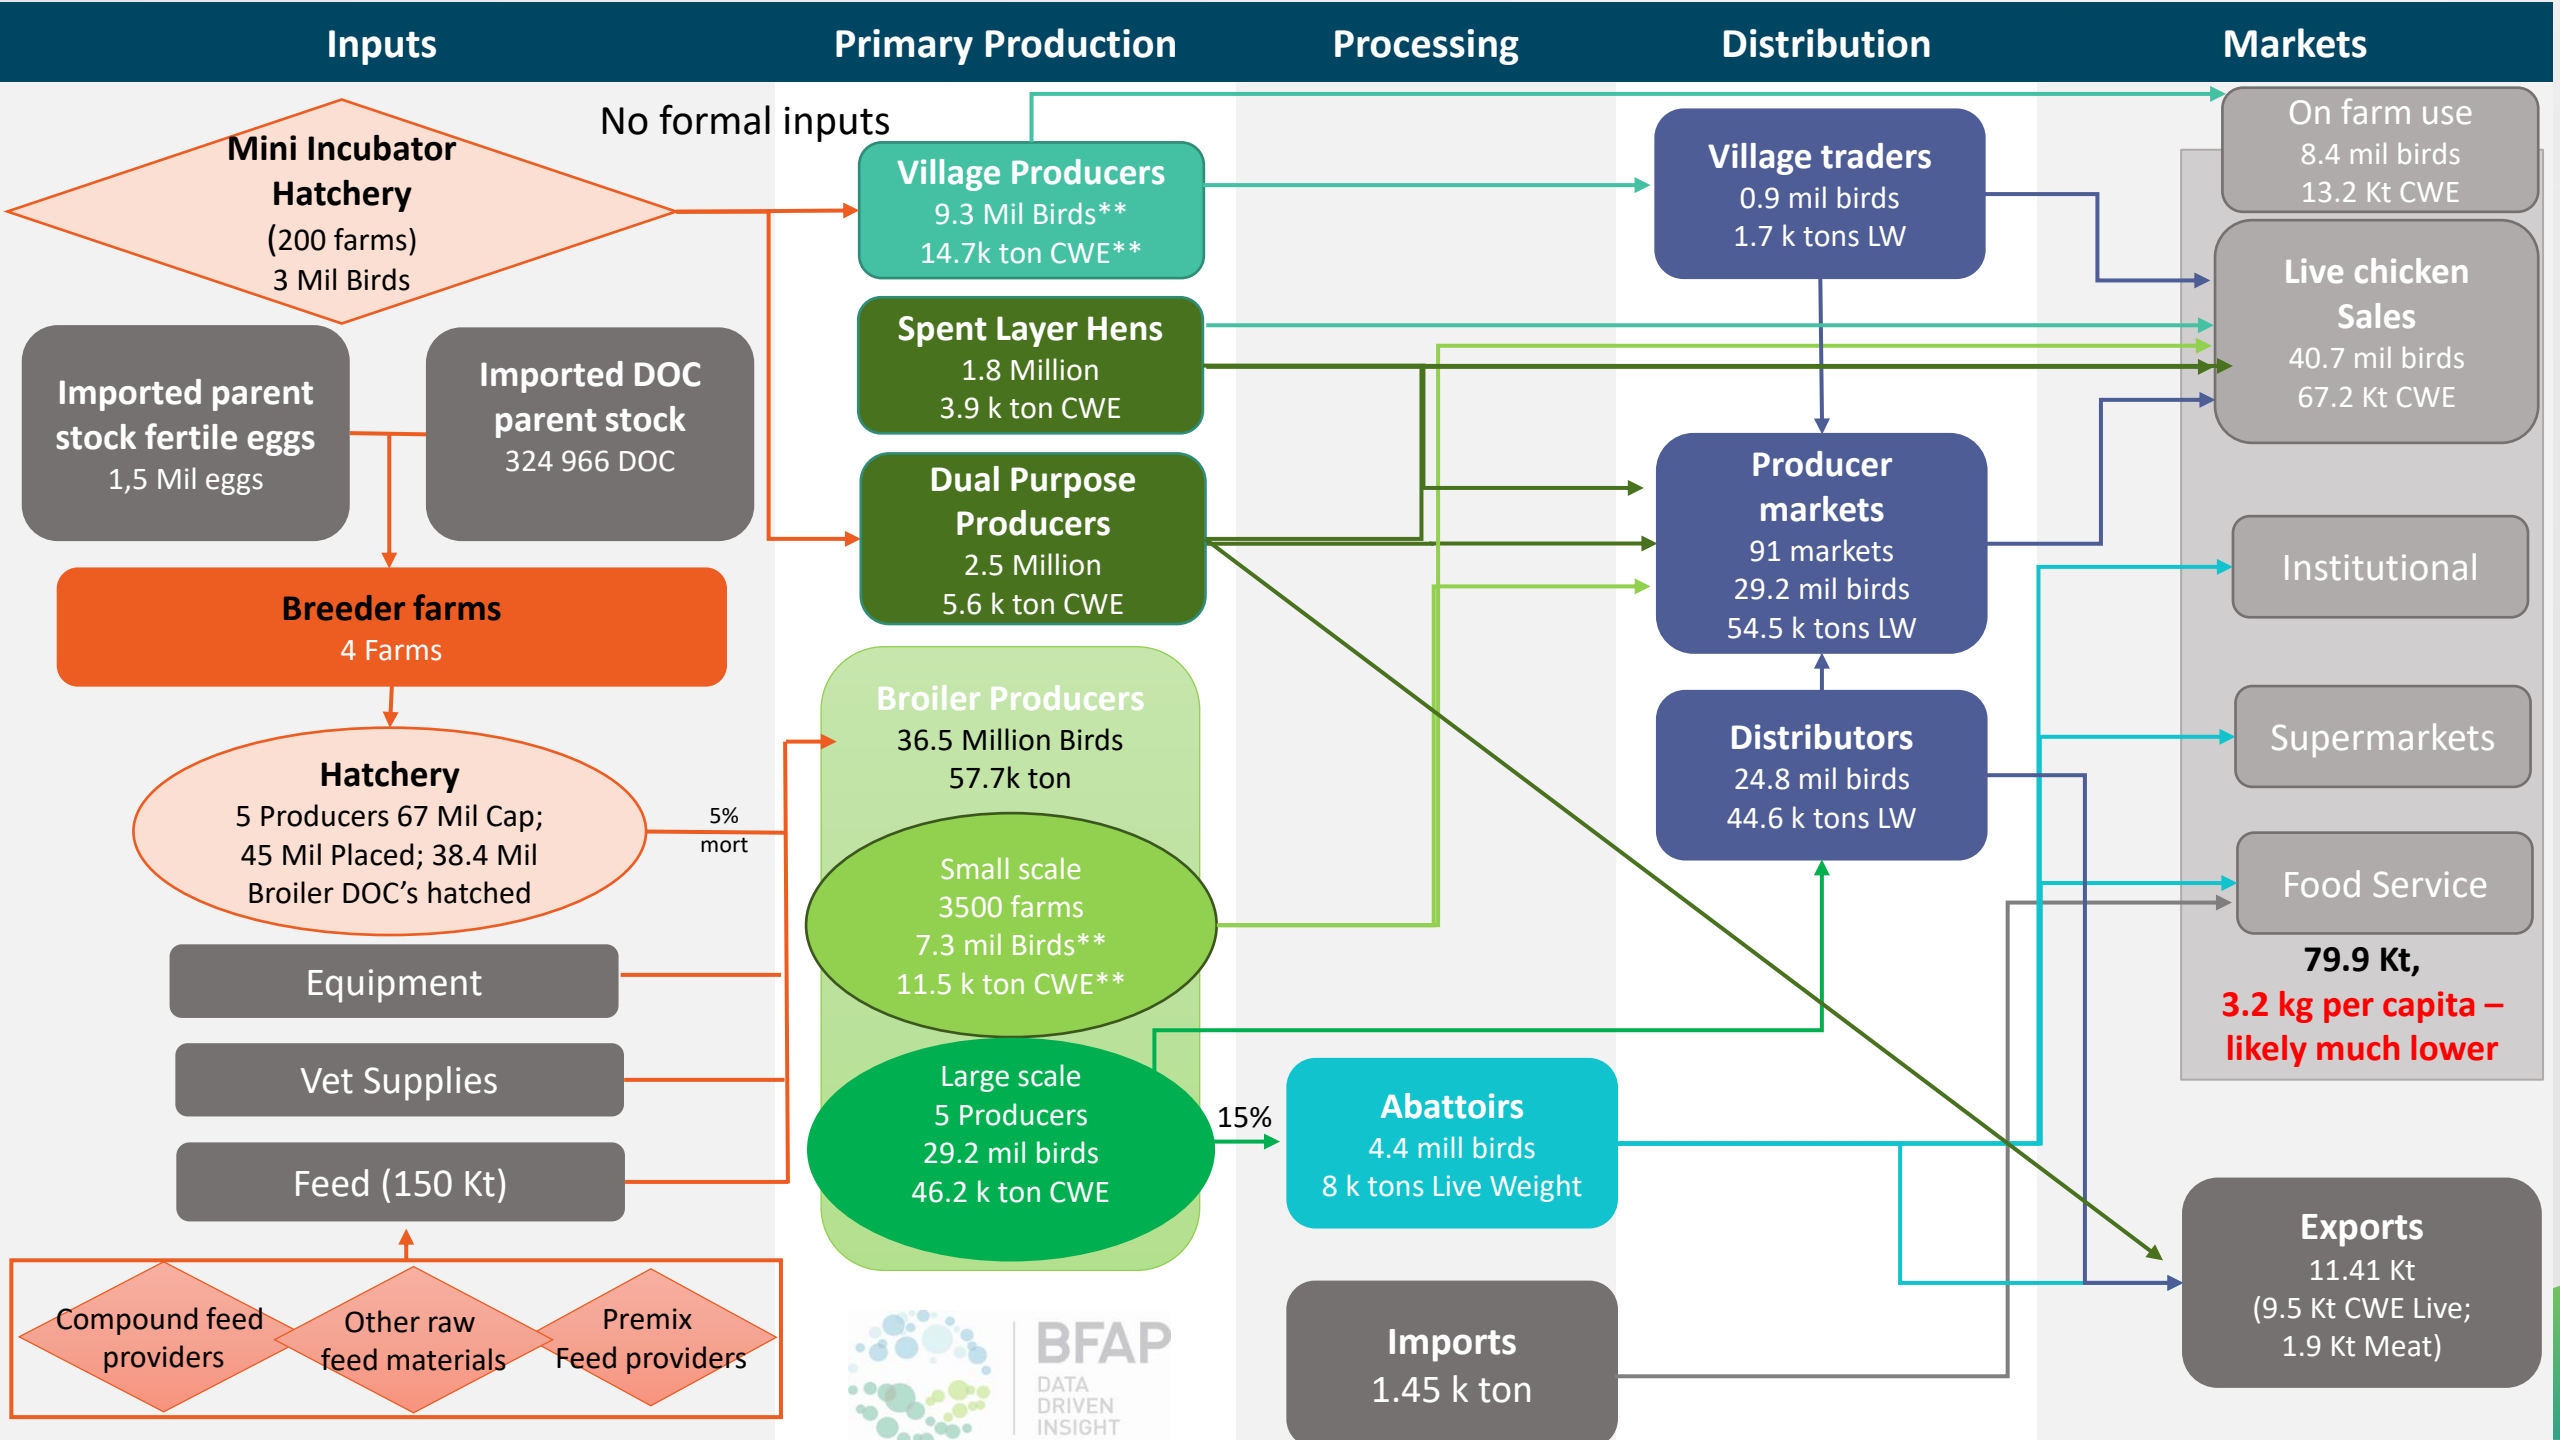 Inputs
Primary Production
Processing
Distribution
Markets
No formal inputs
Mini Incubator
Hatchery
(200 farms)
3 Mil Birds
Imported parent
stock fertile eggs
1,5 Mil eggs
Imported DOC
parent stock
324 966 DOC
Breeder farms
4 Farms
Hatchery
5 Producers 67 Mil Cap;
45 Mil Placed; 38.4 Mil
Broiler DOC’s hatched
5%
mort
Equipment
Vet Supplies
Feed (150 Kt)
Compound feed
providers
Other raw
feed materials
Premix
Feed providers
Village Producers
9.3 Mil Birds**
14.7k ton CWE**
Spent Layer Hens
1.8 Million
3.9 k ton CWE
Dual Purpose
Producers
2.5 Million
5.6 k ton CWE
Broiler Producers
36.5 Million Birds
57.7k ton
Small scale
3500 farms
7.3 mil Birds**
11.5 k ton CWE**
Large scale
5 Producers
29.2 mil birds
46.2 k ton CWE
15%
BFAP
DATA
DRIVEN
INSIGHT
Abattoirs
4.4 mill birds
8 k tons Live Weight
Imports
1.45 k ton
Village traders
0.9 mil birds
1.7 k tons LW
Producer
markets
91 markets
29.2 mil birds
54.5 k tons LW
Distributors
24.8 mil birds
44.6 k tons LW
On farm use
8.4 mil birds
13.2 Kt CWE
Live chicken
Sales
40.7 mil birds
67.2 Kt CWE
Institutional
Supermarkets
Food Service
79.9 Kt,
3.2 kg per capita –
likely much lower
Exports
11.41 Kt
(9.5 Kt CWE Live;
1.9 Kt Meat)